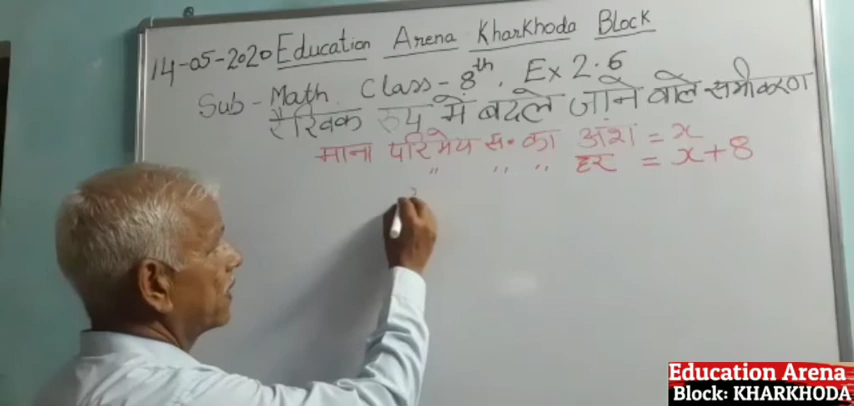 14-05-2020 Education Arena Kharkhoda Block
Sub - Math, Class - 8th, Ex 2.6
रैखिक रुप में बदले जाने वाले समीकरण
माना परिमेय स॰ का अंश = x
" " " हर = x+8
Education Arena
Block: KHARKHODA